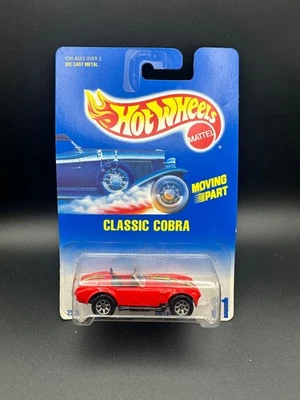 FOR AGES OVER 3
DIE CAST METAL.
Hot Wheels
MATTEL
MOVING
PART
CLASSIC COBRA